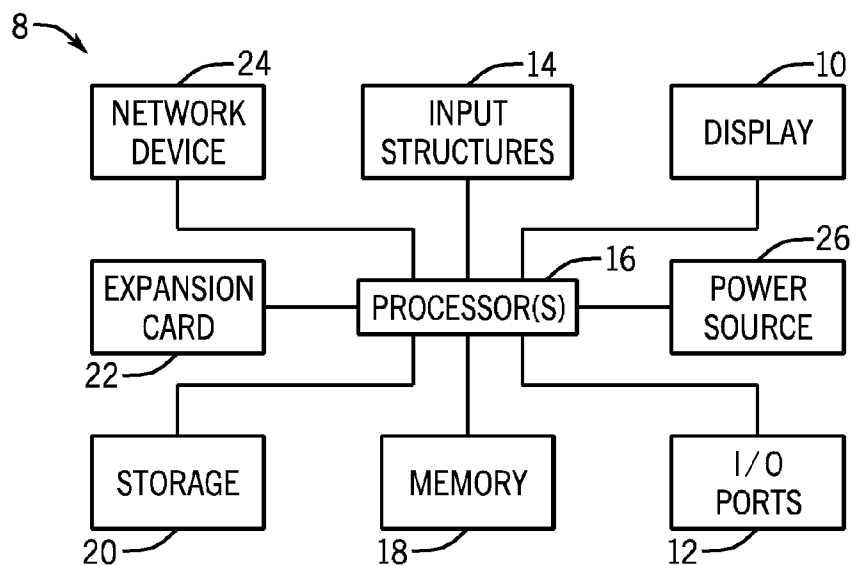 8
24
14
10
NETWORK
DEVICE
INPUT
STRUCTURES
DISPLAY
16
26
EXPANSION
CARD
PROCESSOR(S)
POWER
SOURCE
22
STORAGE
MEMORY
I/O
PORTS
20
18
12